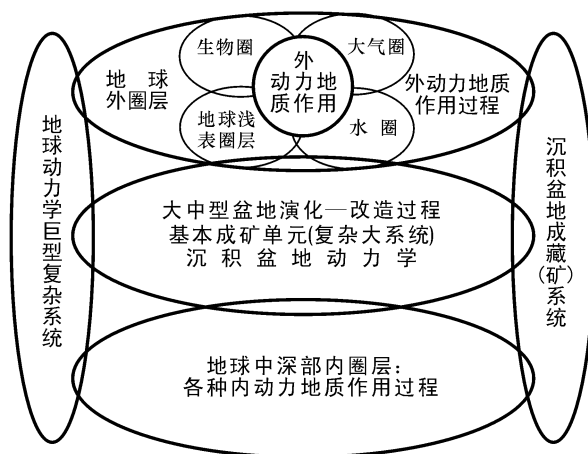 生物圈
大气圈
外
动力地
质作用
地 球
外圈层
外动力地质
作用过程
地球浅
表圈层
水 圈
地球动力学巨型复杂系统
大中型盆地演化—改造过程
基本成矿单元(复杂大系统)
沉积盆地动力学
沉积盆地成藏(矿)系统
地球中深部内圈层:
各种内动力地质作用过程